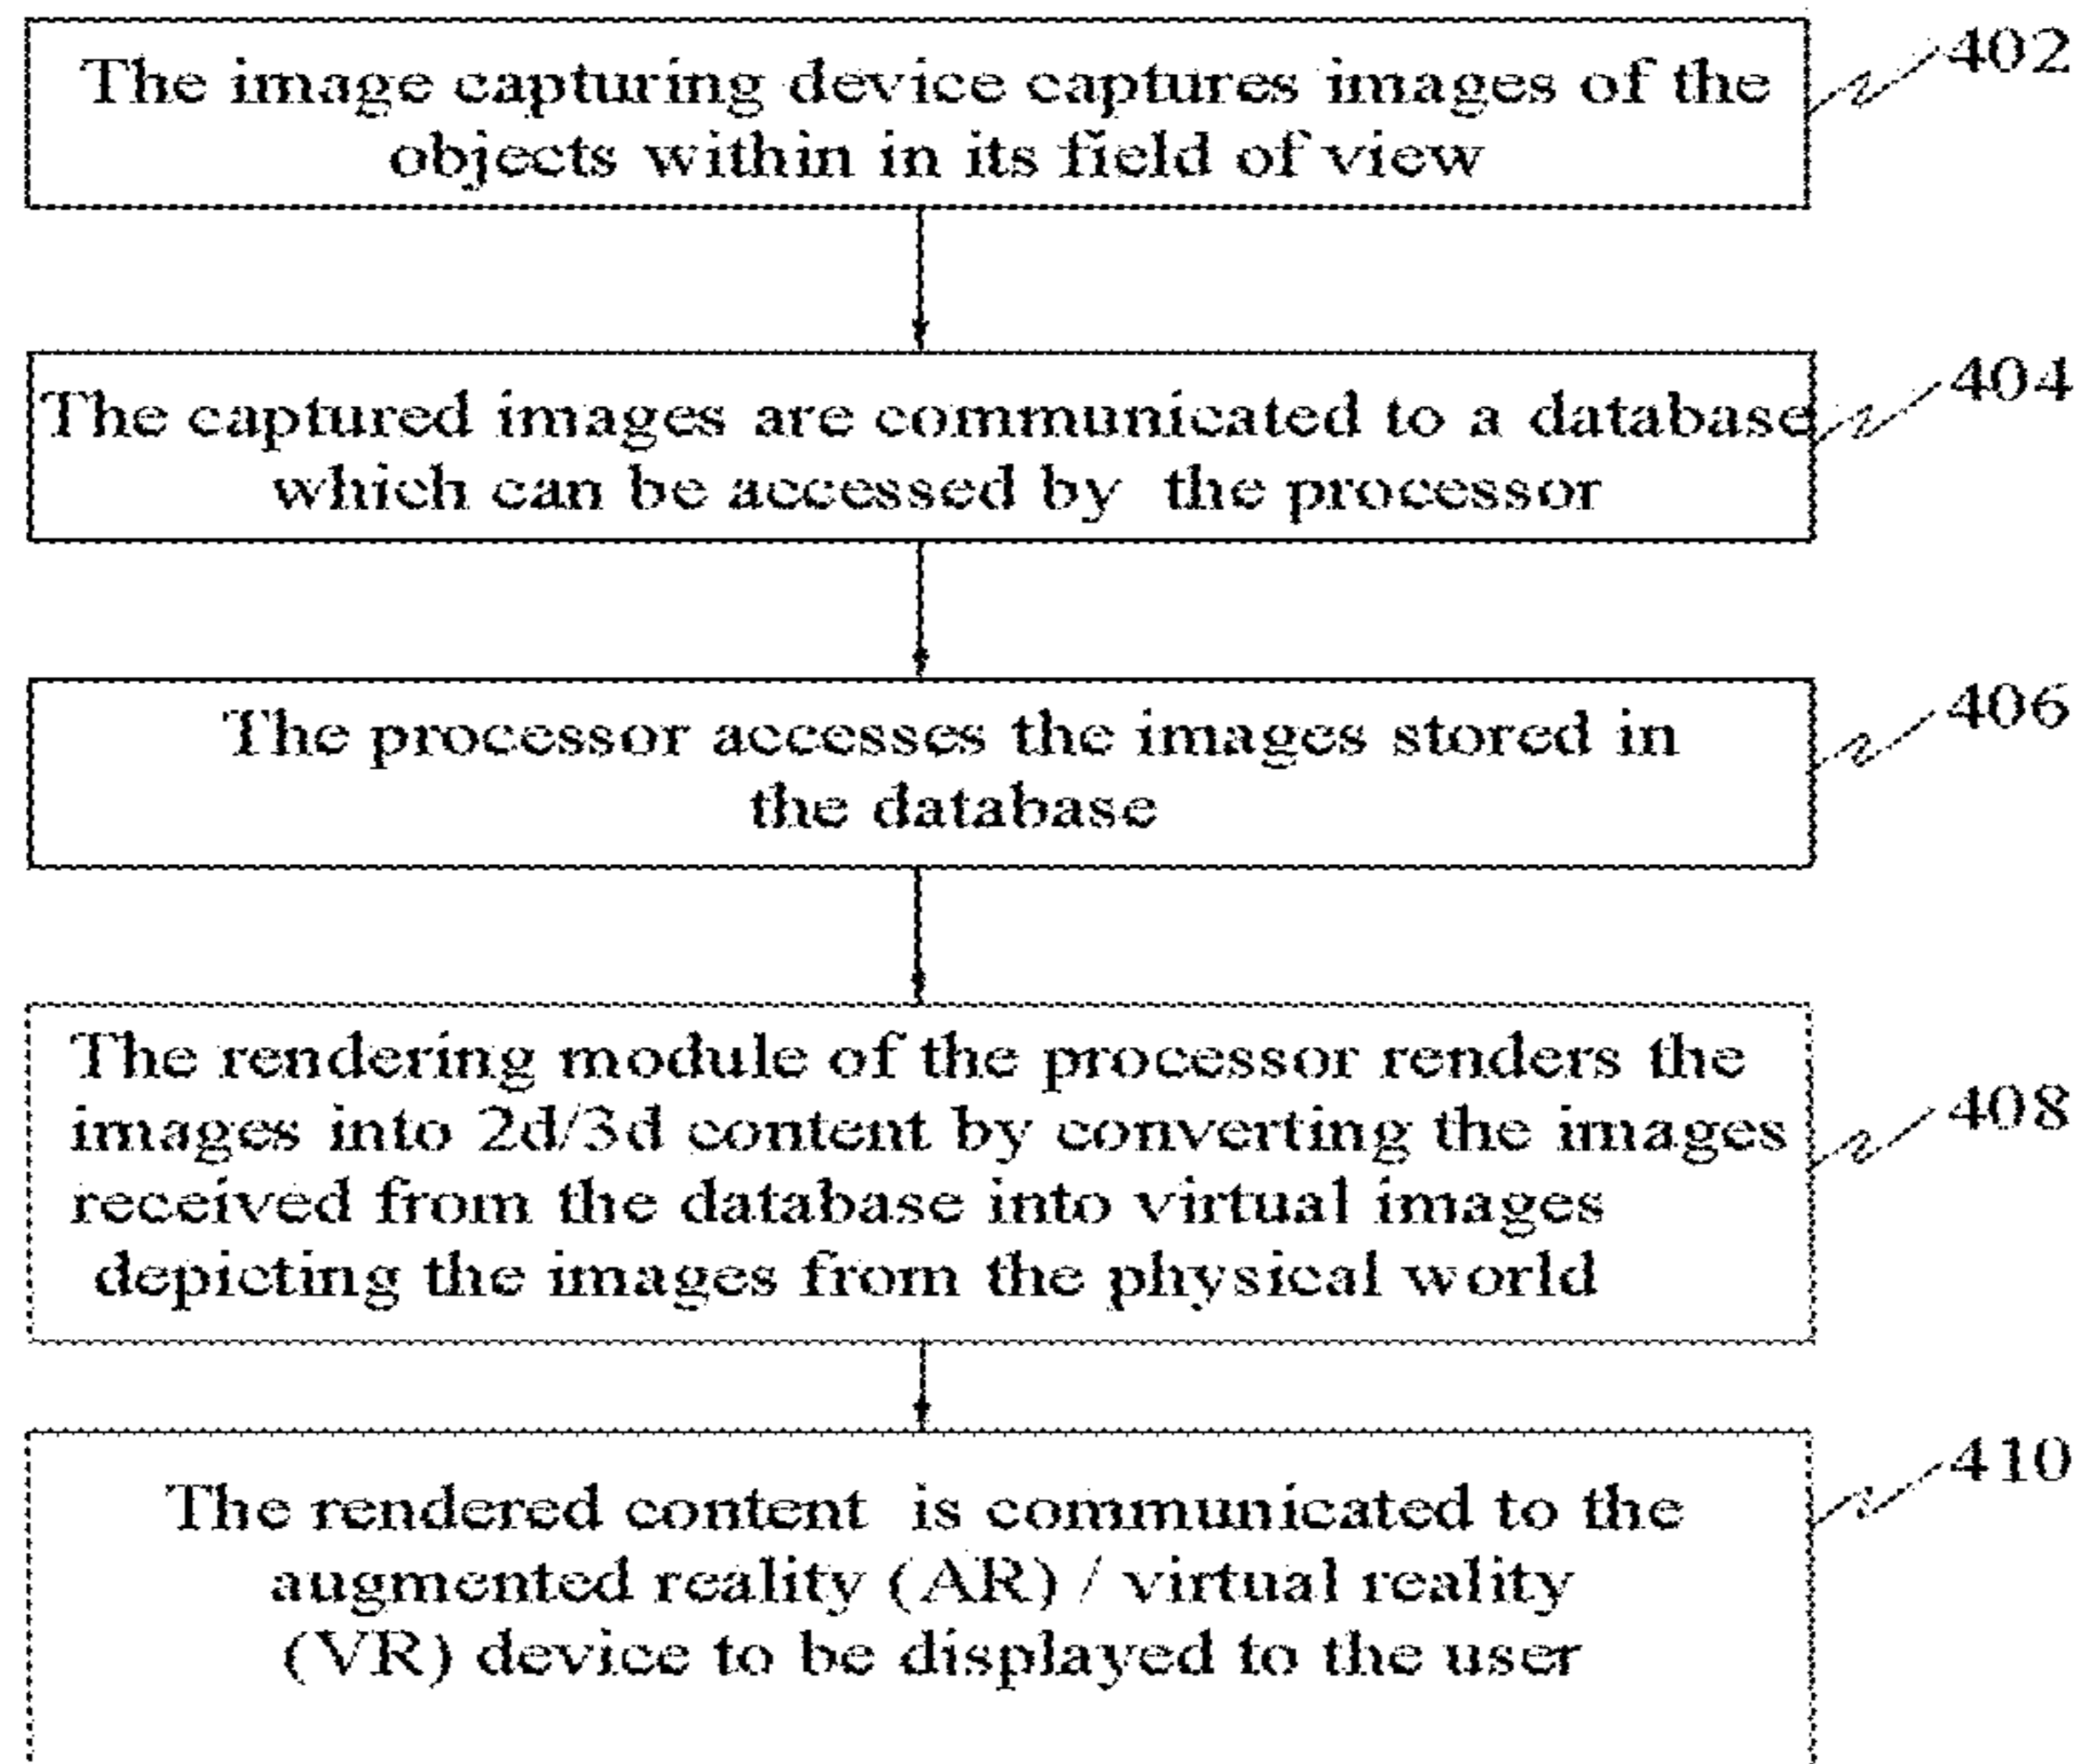 The image capturing device captures images of the
objects within in its field of view
402
The captured images are communicated to a database
which can be accessed by the processor
404
The processor accesses the images stored in
the database
406
The rendering module of the processor renders the
images into 2d/3d content by converting the images
received from the database into virtual images
depicting the images from the physical world
408
The rendered content is communicated to the
augmented reality (AR) / virtual reality
(VR) device to be displayed to the user
410